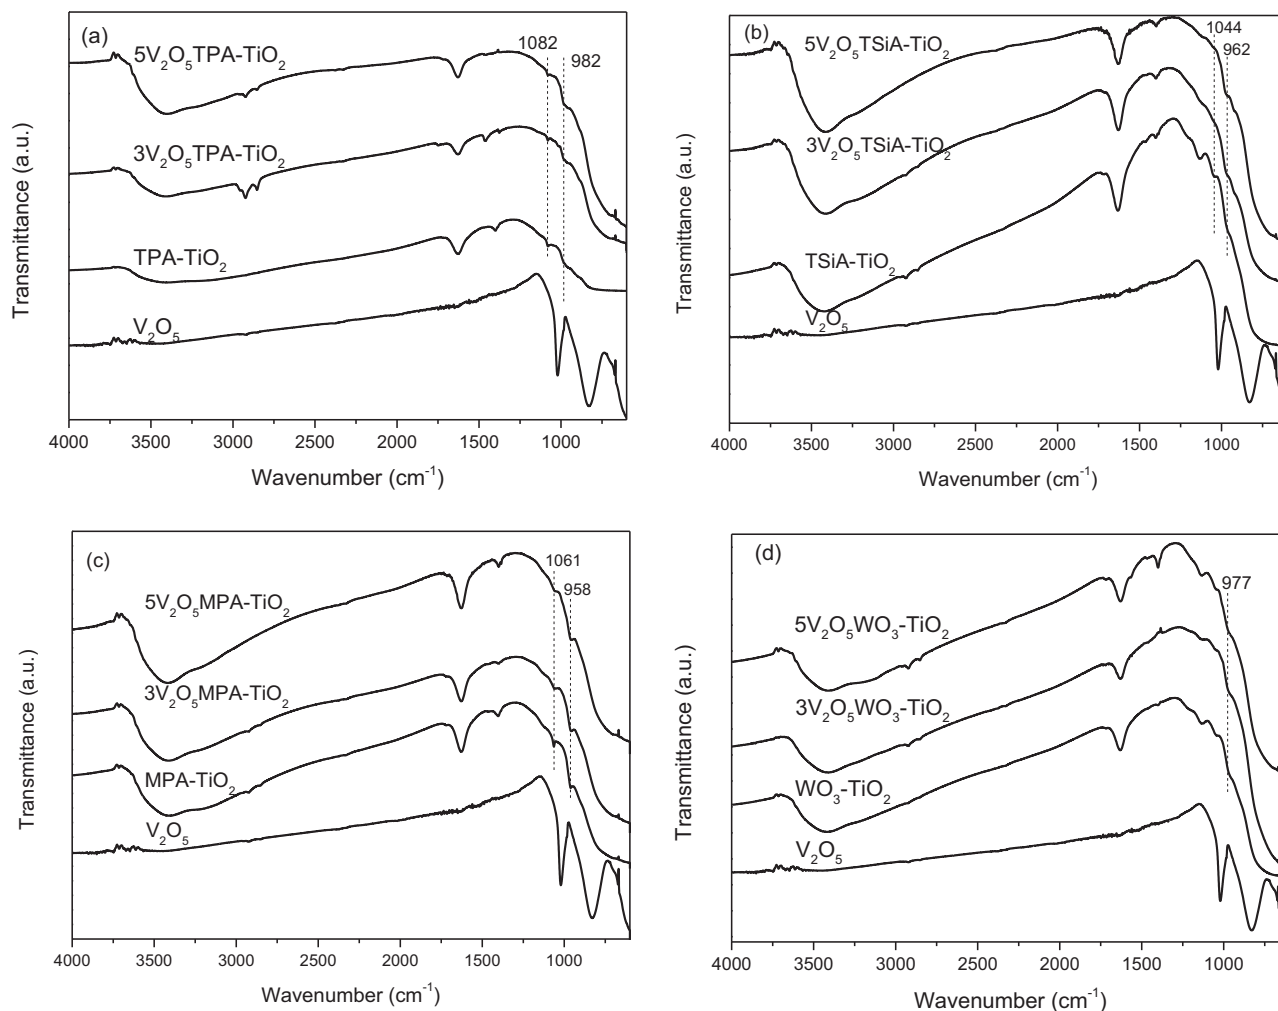 (a)
1082
982
5V₂O₅TPA-TiO₂
3V₂O₅TPA-TiO₂
TPA-TiO₂
V₂O₅
Transmittance (a.u.)
4000 3500 3000 2500 2000 1500 1000
Wavenumber (cm⁻¹)
(b)
1044
962
5V₂O₅TSiA-TiO₂
3V₂O₅TSiA-TiO₂
TSiA-TiO₂
V₂O₅
Transmittance (a.u.)
4000 3500 3000 2500 2000 1500 1000
Wavenumber (cm⁻¹)
(c)
1061
958
5V₂O₅MPA-TiO₂
3V₂O₅MPA-TiO₂
MPA-TiO₂
V₂O₅
Transmittance (a.u.)
4000 3500 3000 2500 2000 1500 1000
Wavenumber (cm⁻¹)
(d)
977
5V₂O₅WO₃-TiO₂
3V₂O₅WO₃-TiO₂
WO₃-TiO₂
V₂O₅
Transmittance (a.u.)
4000 3500 3000 2500 2000 1500 1000
Wavenumber (cm⁻¹)